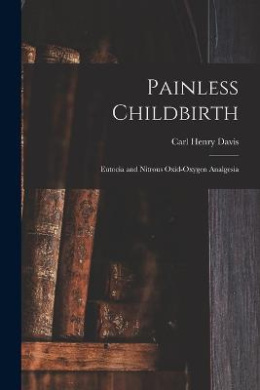 PAINLESS
CHILDBIRTH
Carl Henry Davis
Eutocia and Nitrous Oxid-Oxygen Analgesia